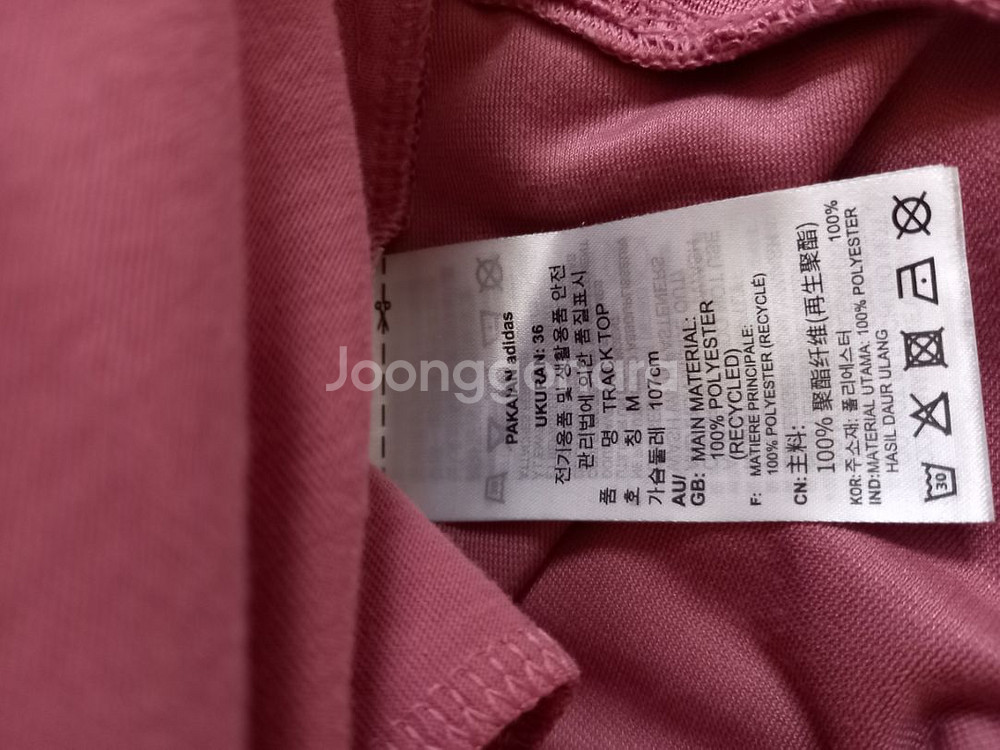 PAKAIAN adidas
UKURAN: 36
전기용품 및 생활용품 안전
관리법에 의한 품질표시
품 명 TRACK TOP
호 칭 M
가슴둘레 107cm
AU/
GB: MAIN MATERIAL:
100% POLYESTER
(RECYCLED)
F: MATIERE PRINCIPALE:
100% POLYESTER (RECYCLÉ)
CN:主料:
100% 聚酯纤维(再生聚酯)
100%
KOR:주소재: 폴리에스터
IND:MATERIAL UTAMA: 100% POLYESTER
HASIL DAUR ULANG
30
Joonggonara